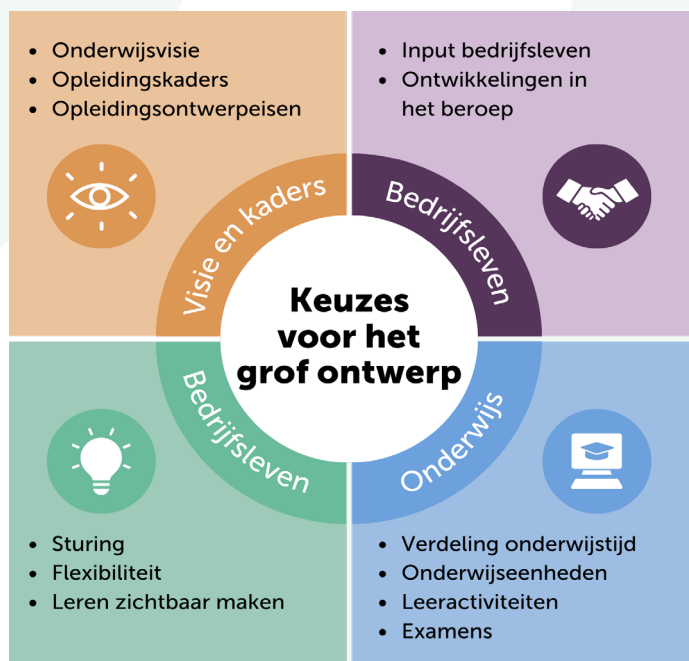 • Onderwijsvisie
• Opleidingskaders
• Opleidingsontwerpeisen
• Input bedrijfsleven
• Ontwikkelingen in
het beroep
Visie en kaders
Bedrijfsleven
Keuzes
voor het
grof ontwerp
Bedrijfsleven
Onderwijs
• Sturing
• Flexibiliteit
• Leren zichtbaar maken
• Verdeling onderwijstijd
• Onderwijseenheden
• Leeractiviteiten
• Examens